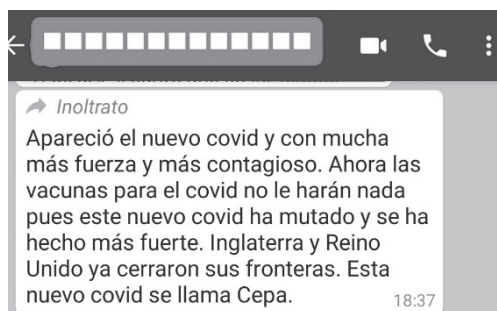 Inoltrato
Apareció el nuevo covid y con mucha
más fuerza y más contagioso. Ahora las
vacunas para el covid no le harán nada
pues este nuevo covid ha mutado y se ha
hecho más fuerte. Inglaterra y Reino
Unido ya cerraron sus fronteras. Esta
nuevo covid se llama Cepa.
18:37